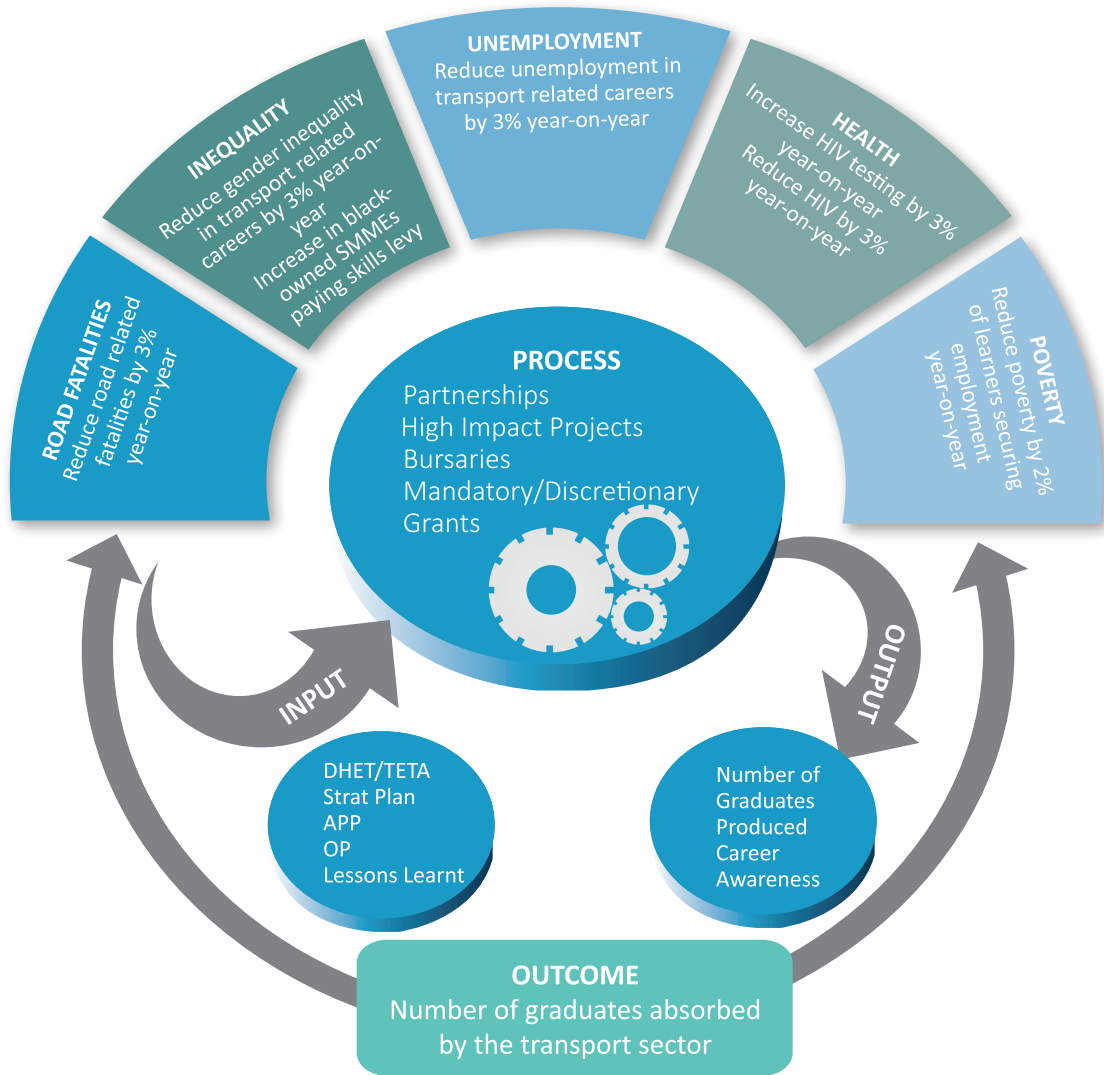 UNEMPLOYMENT
Reduce unemployment in
transport related careers
by 3% year-on-year
INEQUALITY
Reduce gender inequality
in transport related
careers by 3% year-on-
year
Increase in black-
owned SMMEs
paying skills levy
HEALTH
Increase HIV testing by 3%
year-on-year
Reduce HIV by 3%
year-on-year
ROAD FATALITIES
Reduce road related
fatalities by 3%
year-on-year
POVERTY
Reduce poverty by 2%
of learners securing
employment
year-on-year
PROCESS
Partnerships
High Impact Projects
Bursaries
Mandatory/Discretionary
Grants
INPUT
OUTPUT
DHET/TETA
Strat Plan
APP
OP
Lessons Learnt
Number of
Graduates
Produced
Career
Awareness
OUTCOME
Number of graduates absorbed
by the transport sector